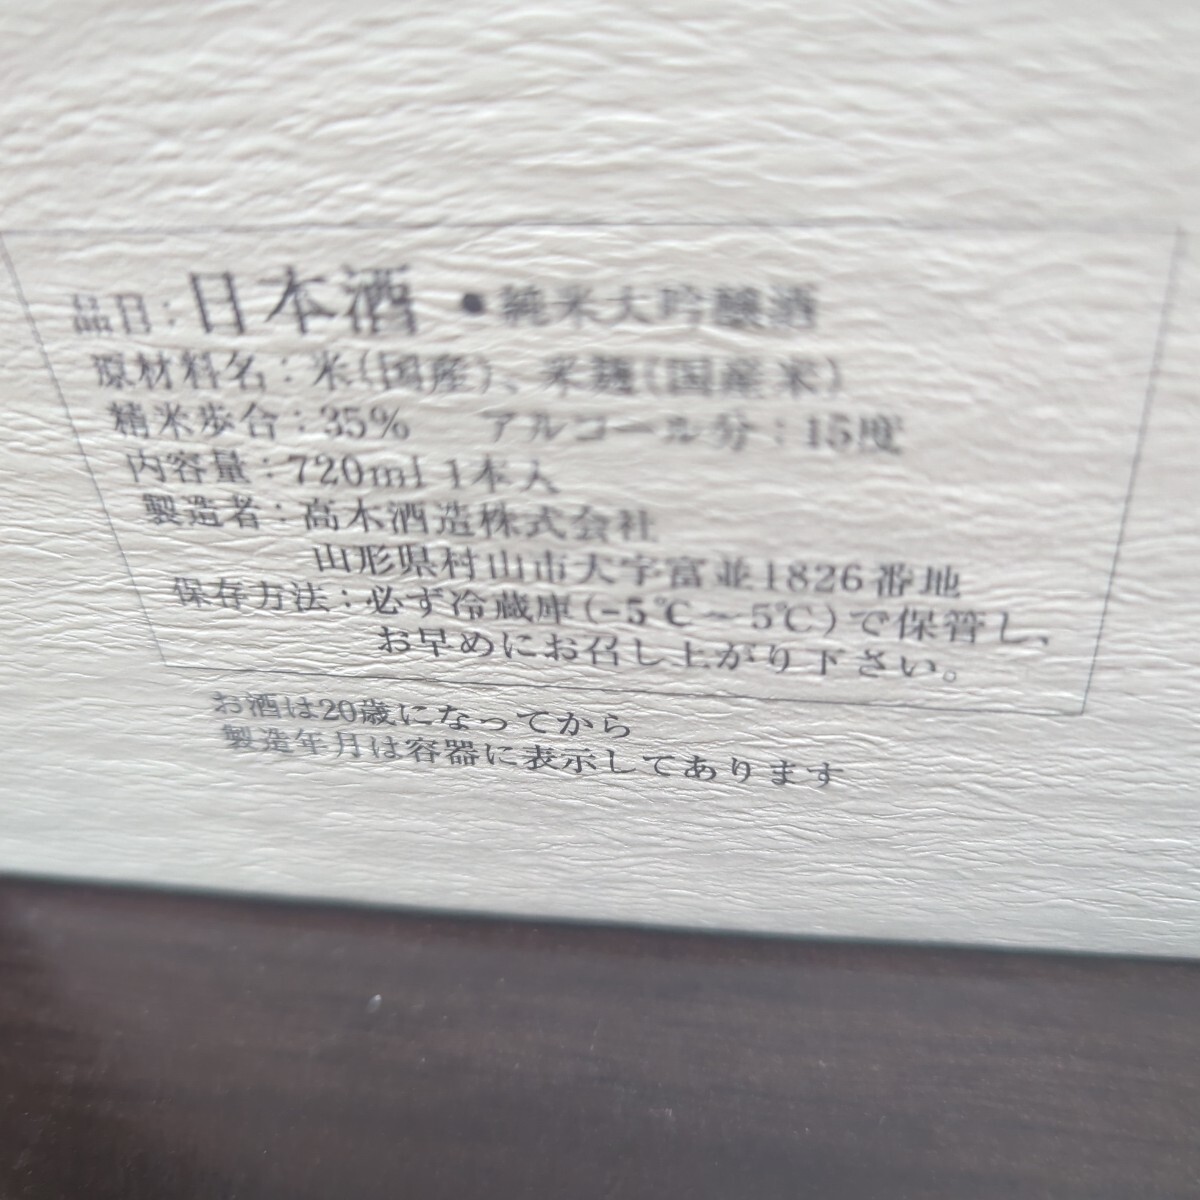 品目：日本酒 ●純米大吟醸酒
原材料名：米(国産)、米麹(国産米)
精米歩合：35% アルコール分：15度
内容量：720ml 1本入
製造者：高木酒造株式会社
山形県村山市大字富並1826番地
保存方法：必ず冷蔵庫(-5℃〜5℃)で保管し、
お早めにお召し上がり下さい。
お酒は20歳になってから
製造年月は容器に表示してあります